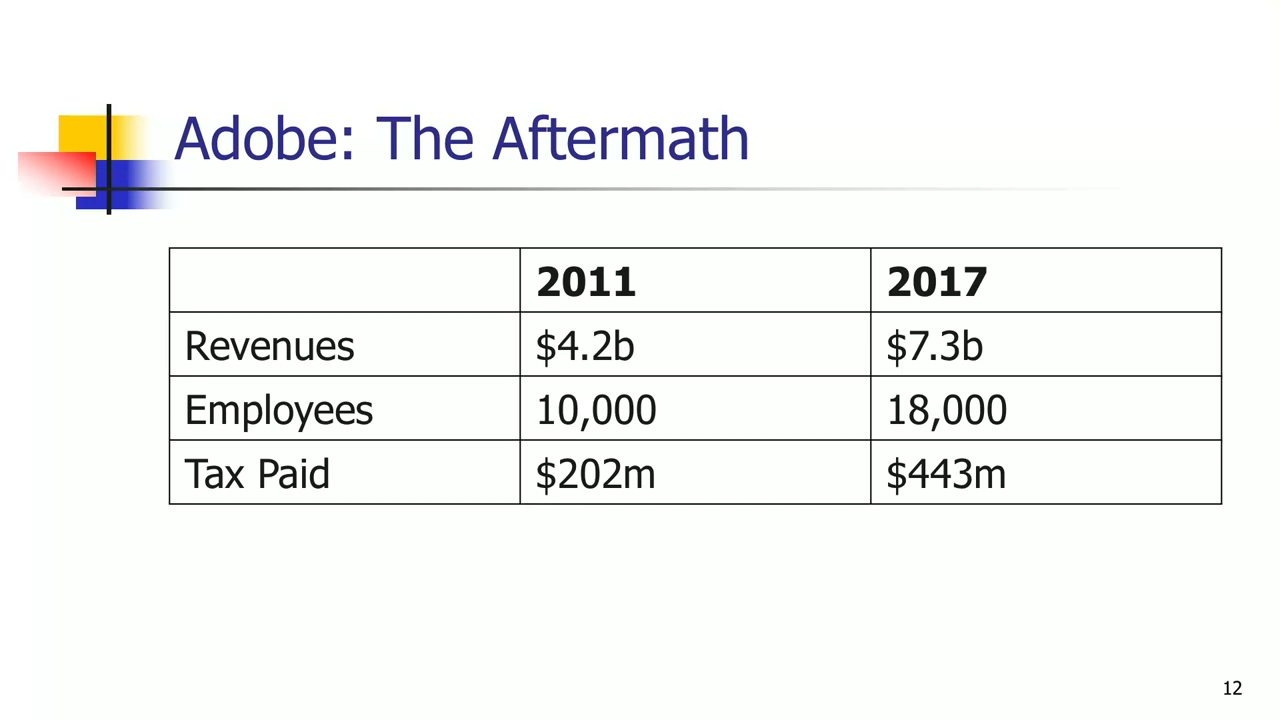 Adobe: The Aftermath
2011 2017
Revenues $4.2b $7.3b
Employees 10,000 18,000
Tax Paid $202m $443m
12